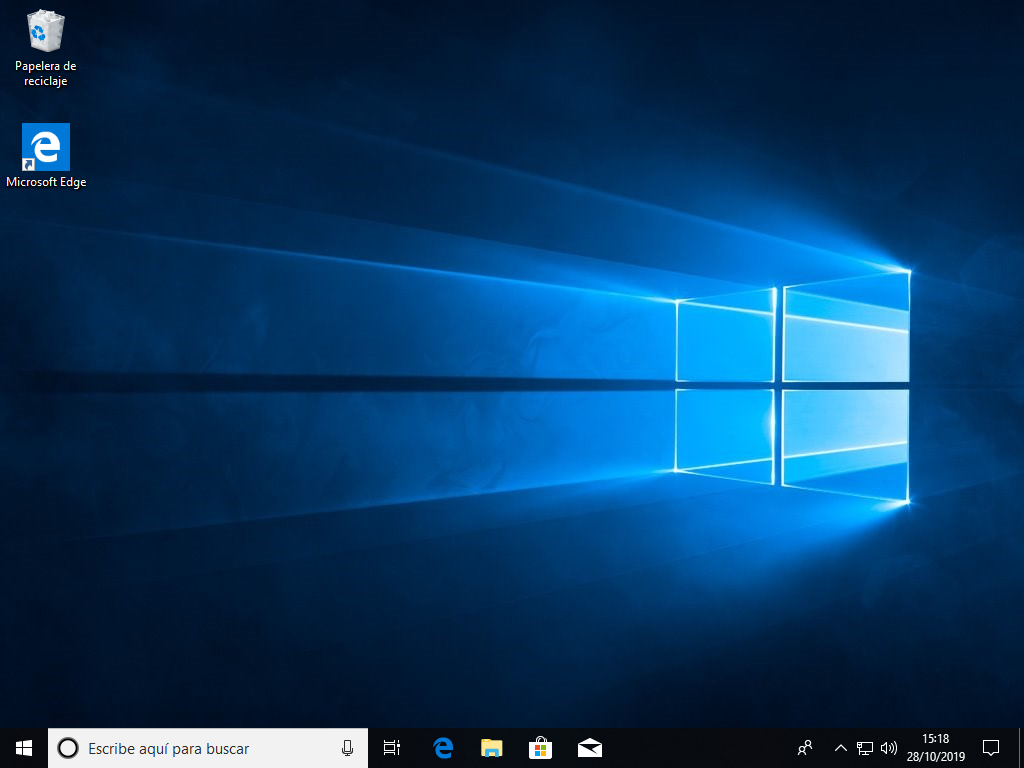 Papelera de
reciclaje
Microsoft Edge
Escribe aquí para buscar
15:18
28/10/2019